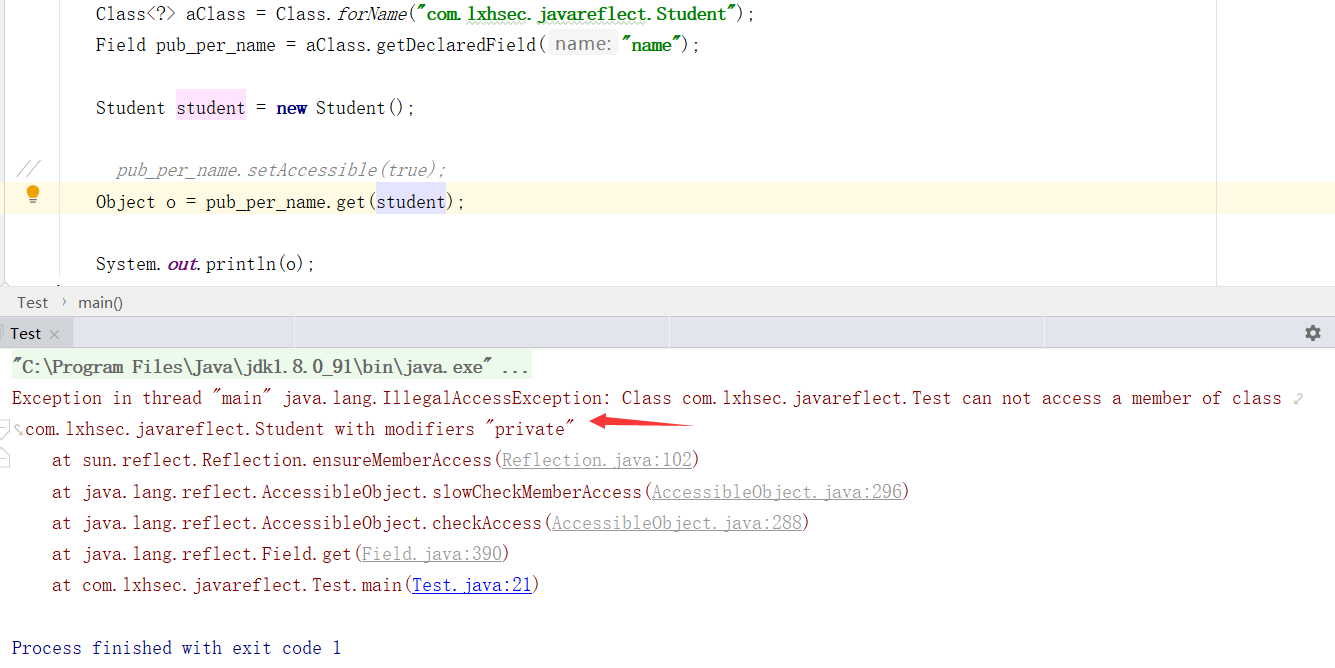 Class<?> aClass = Class.forName("com.lxhsec.javareflect.Student");
Field pub_per_name = aClass.getDeclaredField( name: "name");
Student student = new Student();
// pub_per_name.setAccessible(true);
Object o = pub_per_name.get(student);
System.out.println(o);
Test › main()
Test ×
"C:\Program Files\Java\jdk1.8.0_91\bin\java.exe" ...
Exception in thread "main" java.lang.IllegalAccessException: Class com.lxhsec.javareflect.Test can not access a member of class
com.lxhsec.javareflect.Student with modifiers "private"
at sun.reflect.Reflection.ensureMemberAccess(Reflection.java:102)
at java.lang.reflect.AccessibleObject.slowCheckMemberAccess(AccessibleObject.java:296)
at java.lang.reflect.AccessibleObject.checkAccess(AccessibleObject.java:288)
at java.lang.reflect.Field.get(Field.java:390)
at com.lxhsec.javareflect.Test.main(Test.java:21)
Process finished with exit code 1